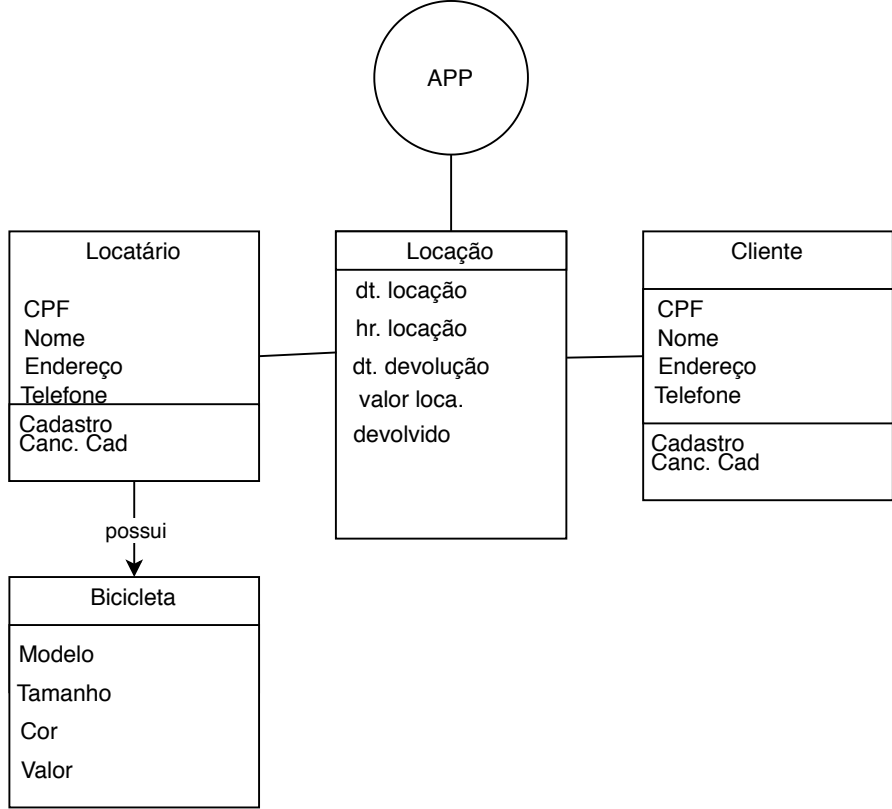 APP
Locatário
CPF
Nome
Endereço
Telefone
Cadastro
Canc. Cad
Locação
dt. locação
hr. locação
dt. devolução
valor loca.
devolvido
Cliente
CPF
Nome
Endereço
Telefone
Cadastro
Canc. Cad
possui
Bicicleta
Modelo
Tamanho
Cor
Valor